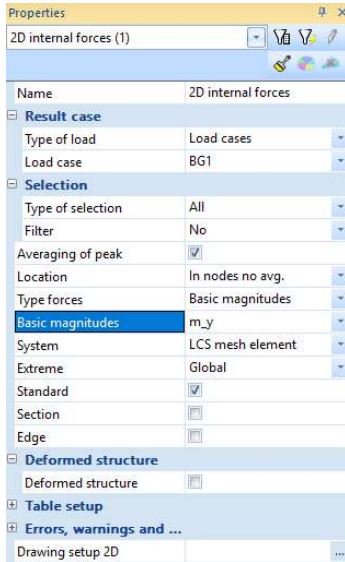 Properties
2D internal forces (1)
Name 2D internal forces
Result case
Type of load Load cases
Load case BG1
Selection
Type of selection All
Filter No
Averaging of peak
Location In nodes no avg.
Type forces Basic magnitudes
Basic magnitudes m_y
System LCS mesh element
Extreme Global
Standard
Section
Edge
Deformed structure
Deformed structure
Table setup
Errors, warnings and ...
Drawing setup 2D ...